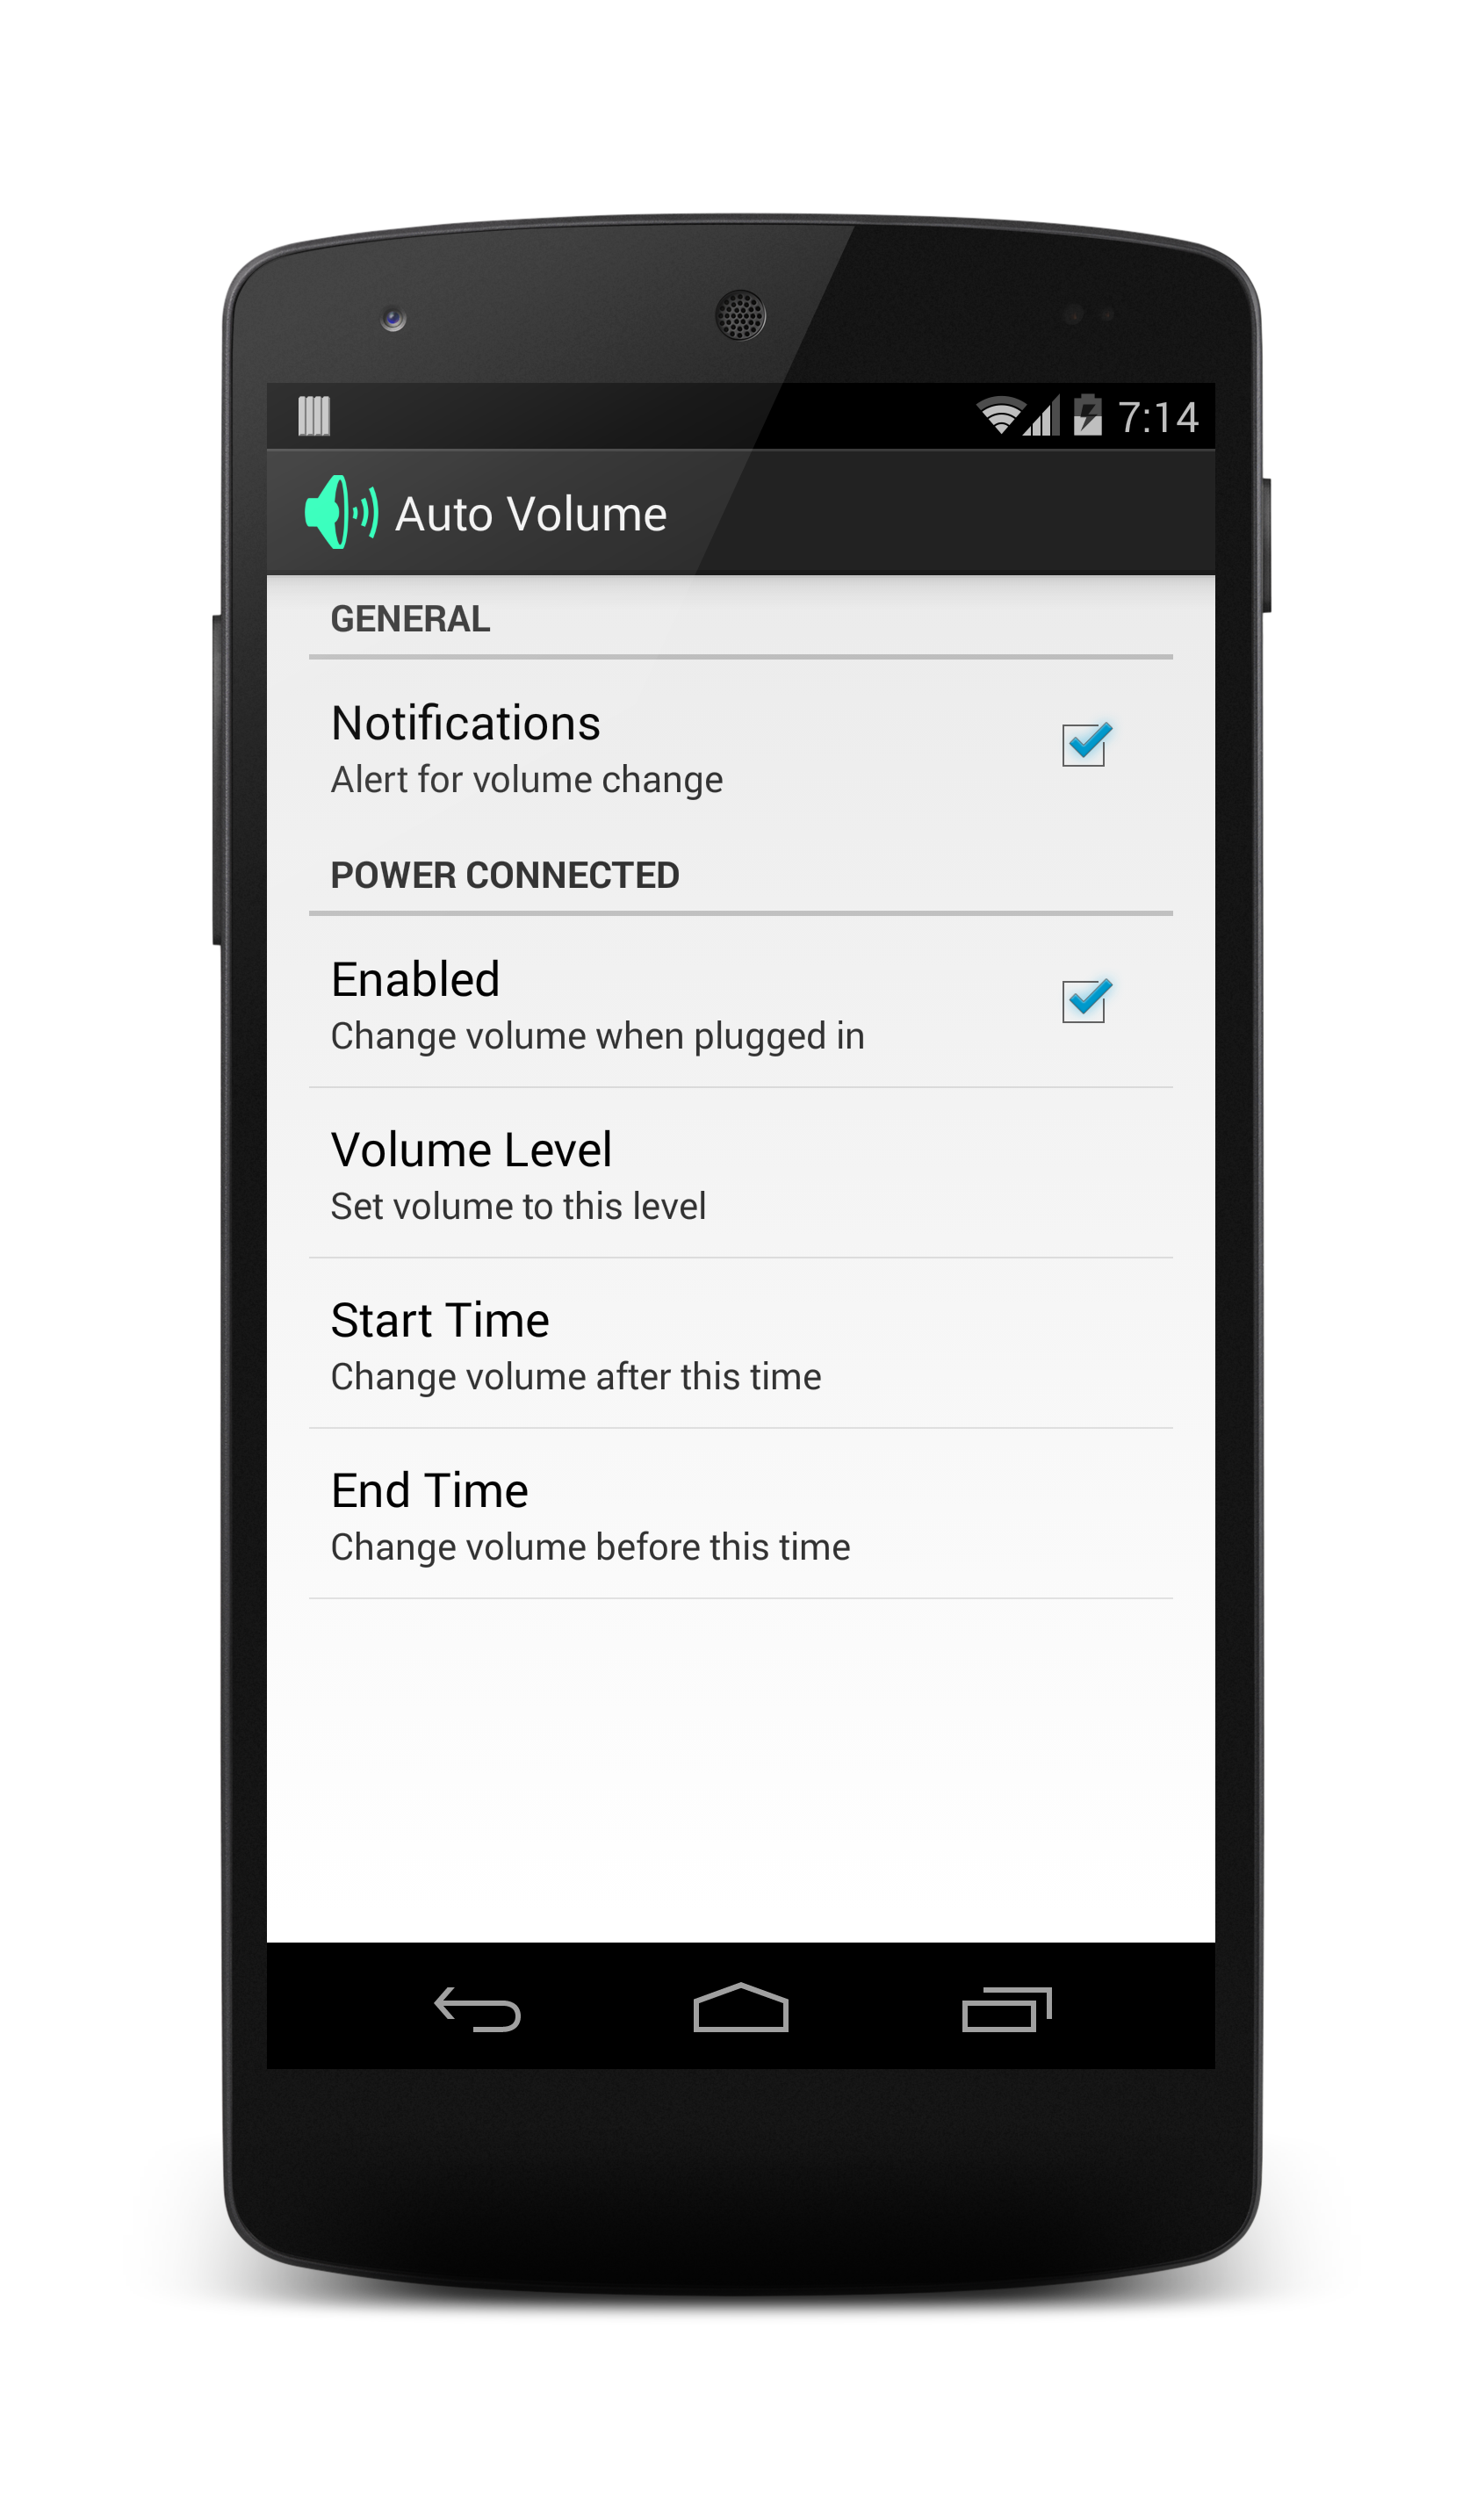 7:14
Auto Volume
GENERAL
Notifications
Alert for volume change
POWER CONNECTED
Enabled
Change volume when plugged in
Volume Level
Set volume to this level
Start Time
Change volume after this time
End Time
Change volume before this time